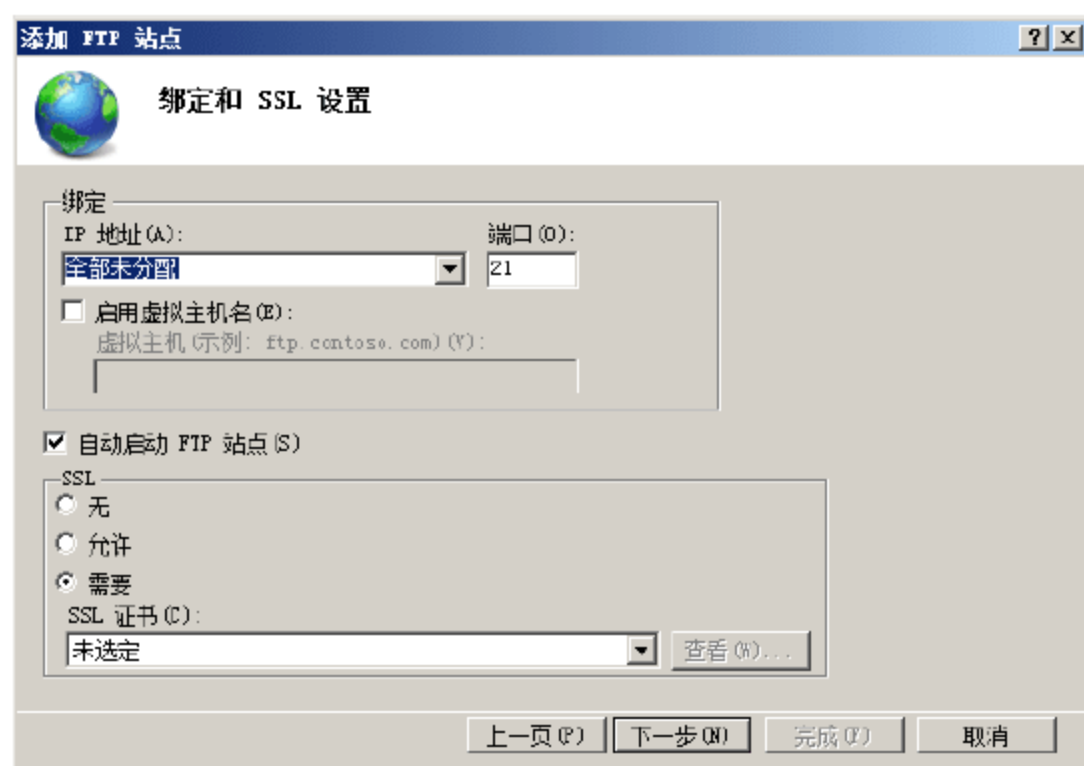 添加 FTP 站点
绑定和 SSL 设置
绑定
IP 地址(A):
端口(O):
全部未分配
21
启用虚拟主机名(E):
虚拟主机(示例: ftp.contoso.com)(V):
自动启动 FTP 站点(S)
SSL
无
允许
需要
SSL 证书(C):
未选定
查看(W)...
上一页(P)
下一步(N)
完成(F)
取消